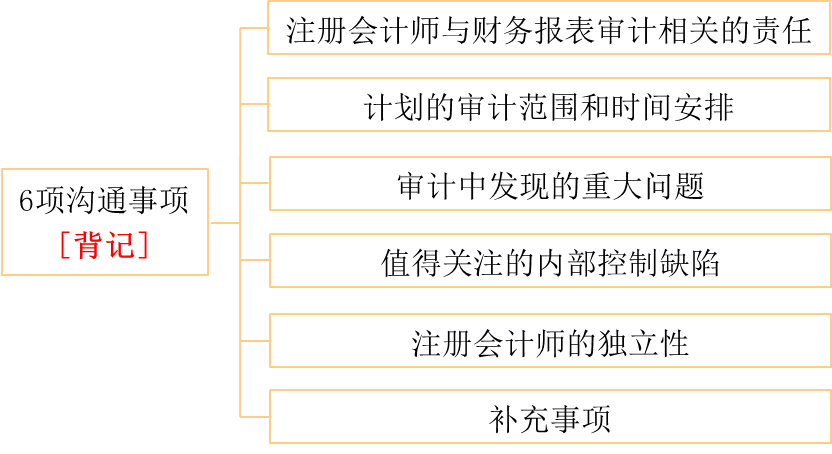 6项沟通事项
[背记]
注册会计师与财务报表审计相关的责任
计划的审计范围和时间安排
审计中发现的重大问题
值得关注的内部控制缺陷
注册会计师的独立性
补充事项